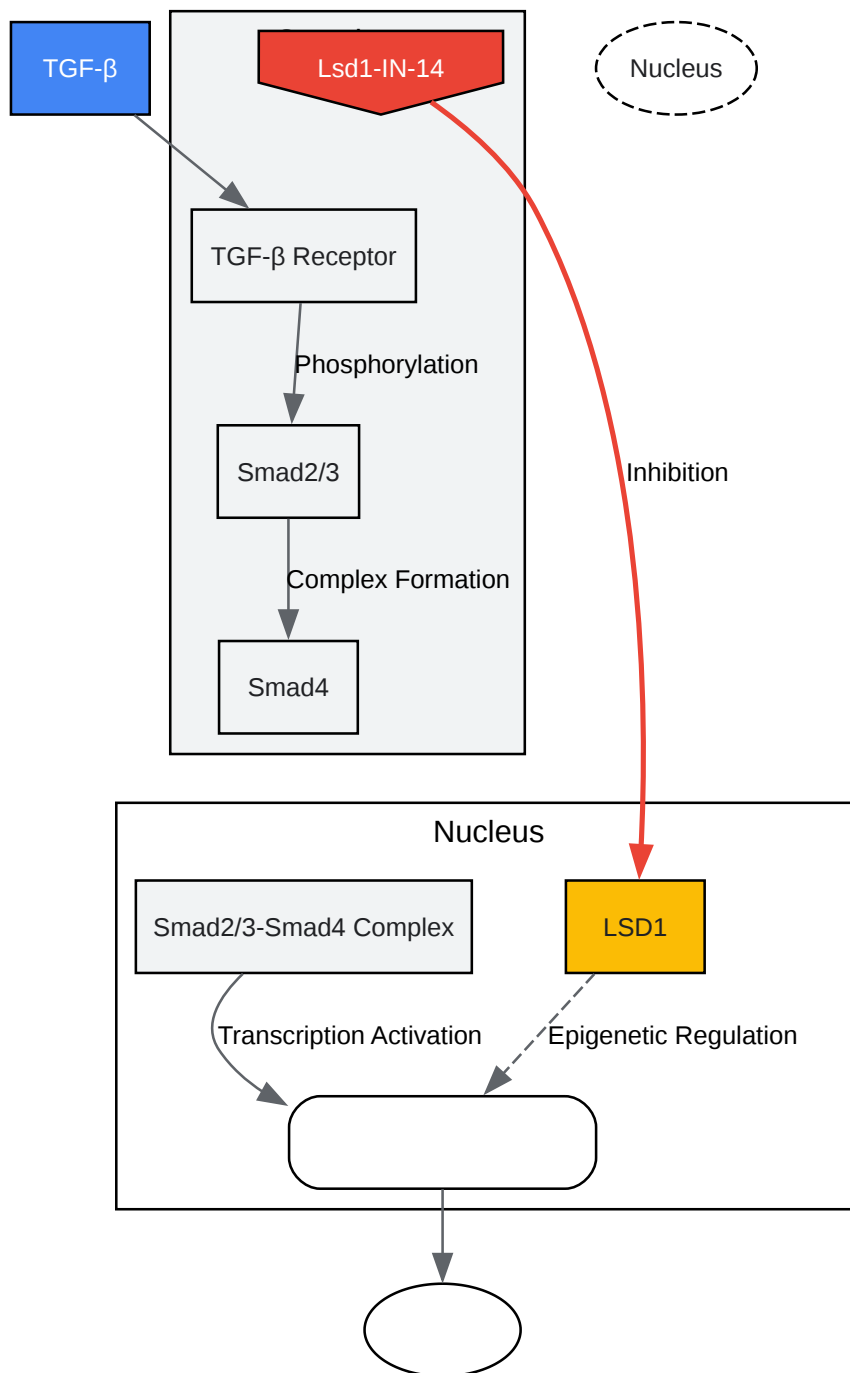 TGF-β
Lsd1-IN-14
Nucleus
TGF-β Receptor
Phosphorylation
Smad2/3
Inhibition
Complex Formation
Smad4
Nucleus
Smad2/3-Smad4 Complex
LSD1
Transcription Activation
Epigenetic Regulation